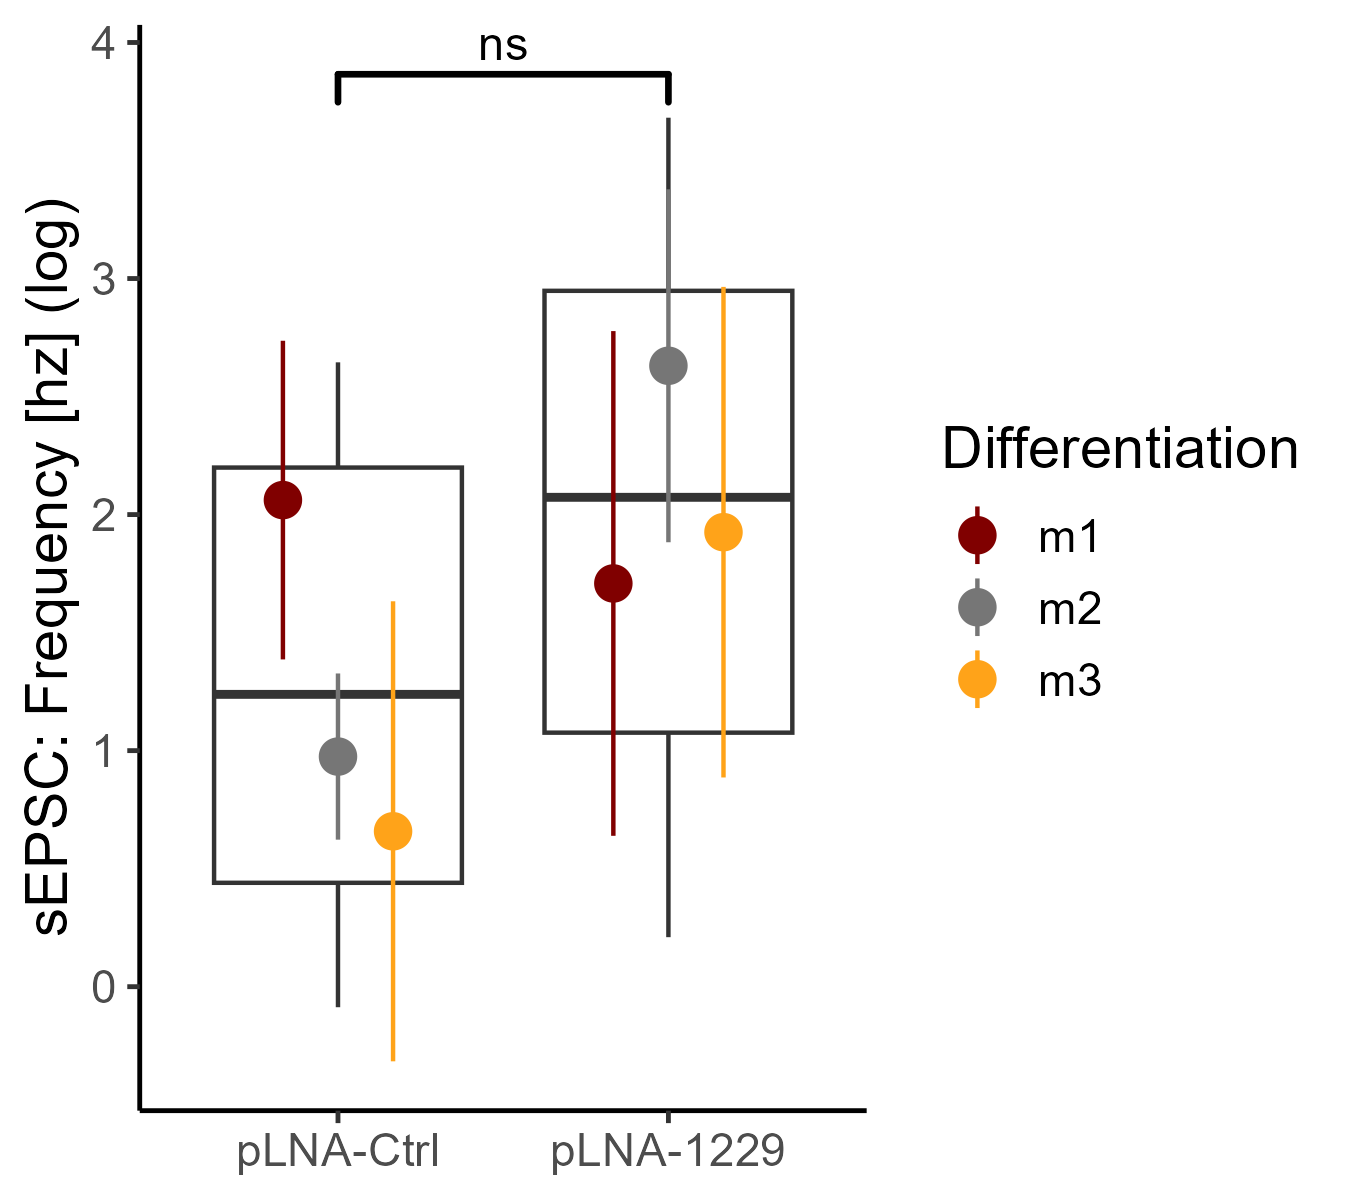 ns
4
3
2
1
0
sEPSC: Frequency [hz] (log)
pLNA-Ctrl
pLNA-1229
Differentiation
m1
m2
m3